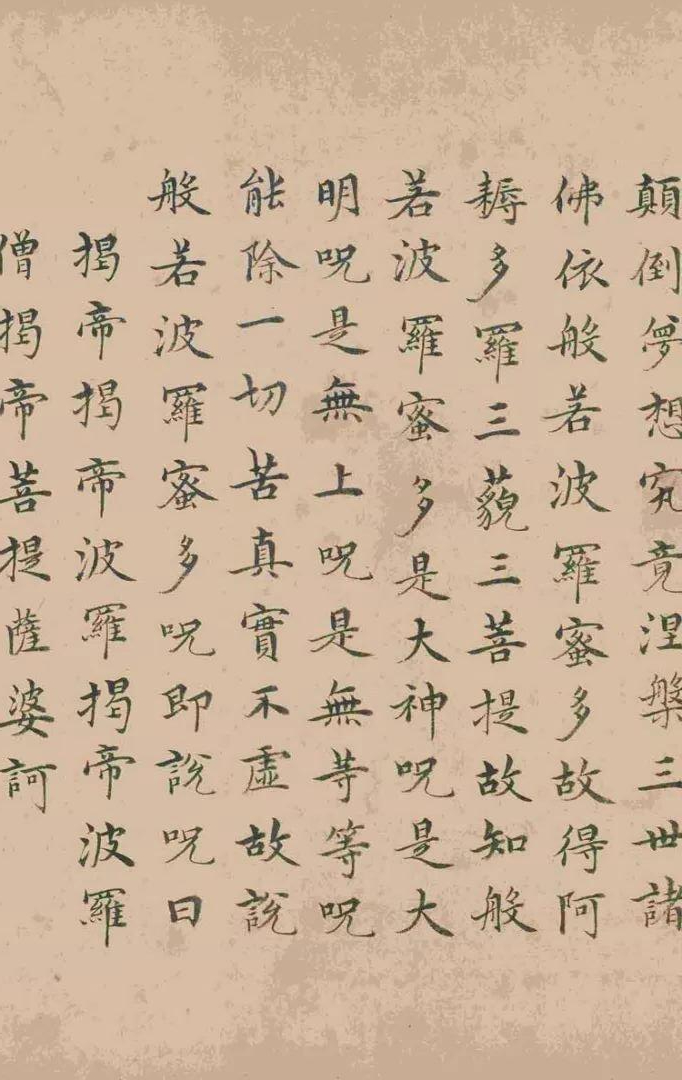 顛倒夢想究竟涅槃三世諸
佛依般若波羅蜜多故得阿
耨多羅三藐三菩提故知般
若波羅蜜多是大神呪是大
明呪是無上呪是無等等呪
能除一切苦真實不虛故說
般若波羅蜜多呪即說呪曰
揭帝揭帝波羅揭帝波羅
僧揭帝菩提薩婆訶